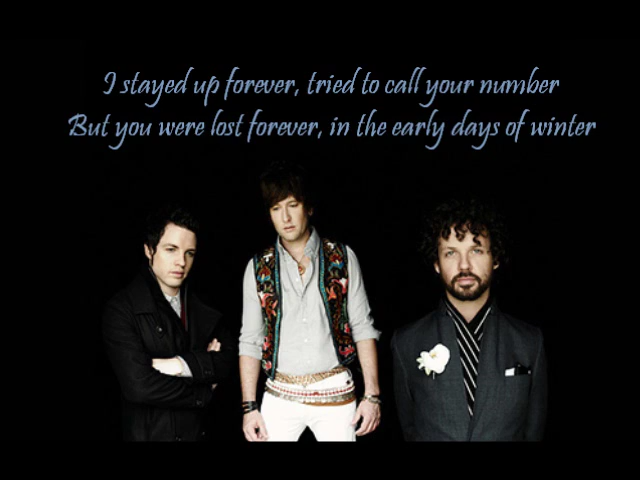 I stayed up forever, tried to call your number
But you were lost forever, in the early days of winter